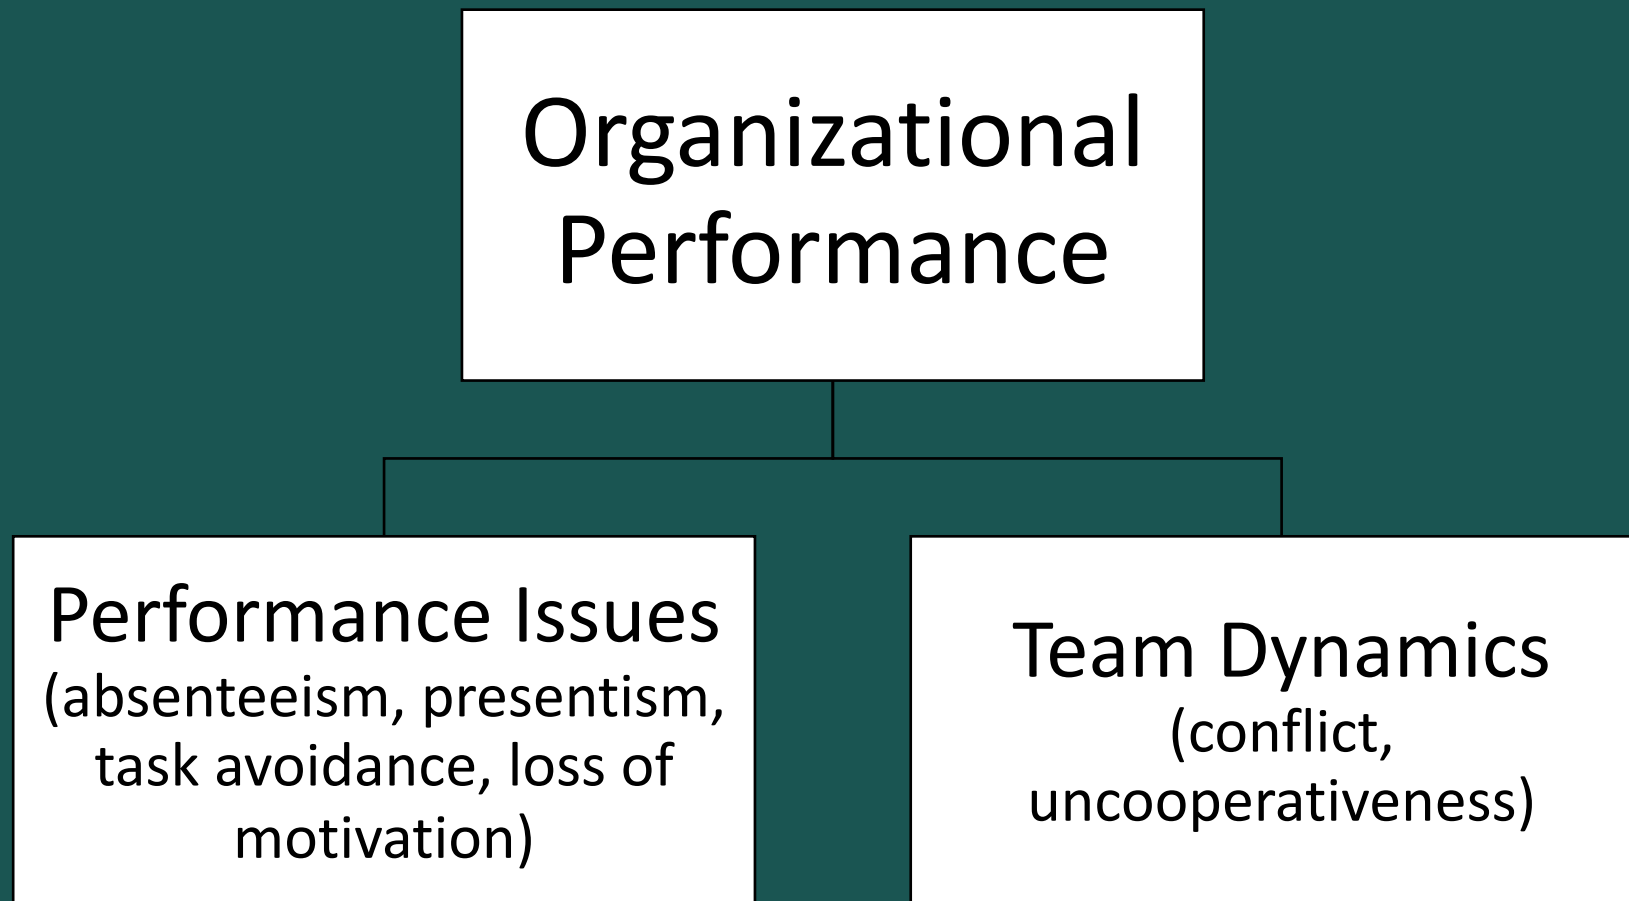 Organizational
Performance
Performance Issues
(absenteeism, presentism,
task avoidance, loss of
motivation)
Team Dynamics
(conflict,
uncooperativeness)